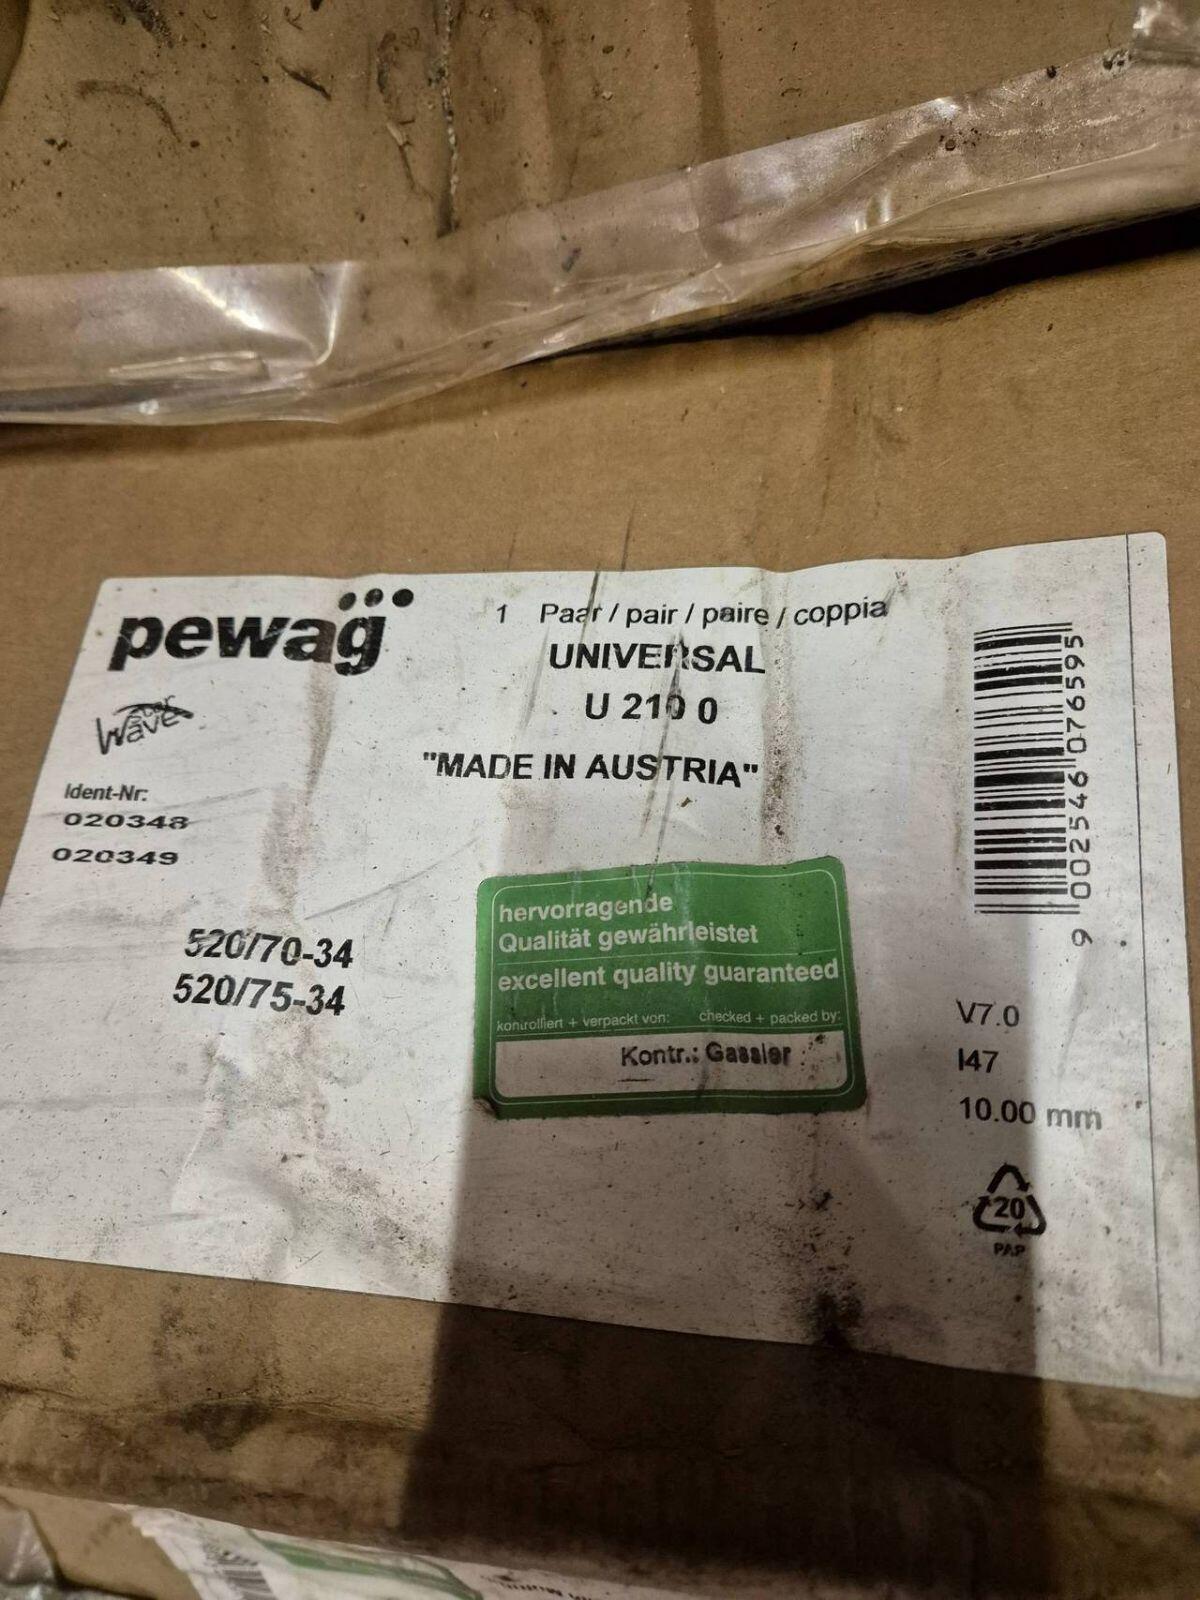 pewag
1 Paar / pair / paire / coppia
UNIVERSAL
U 210 0
"MADE IN AUSTRIA"
star
Wave
Ident-Nr:
020348
020349
520/70-34
520/75-34
hervorragende
Qualität gewährleistet
excellent quality guaranteed
kontrolliert + verpackt von: checked + packed by:
Kontr.: Gassler
9 002546 076595
V7.0
I47
10.00 mm
20
PAP